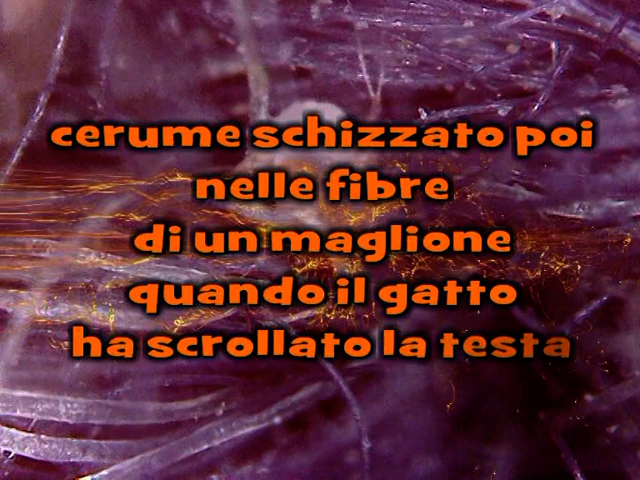 cerume schizzato poi
nelle fibre
di un maglione
quando il gatto
ha scrollato la testa